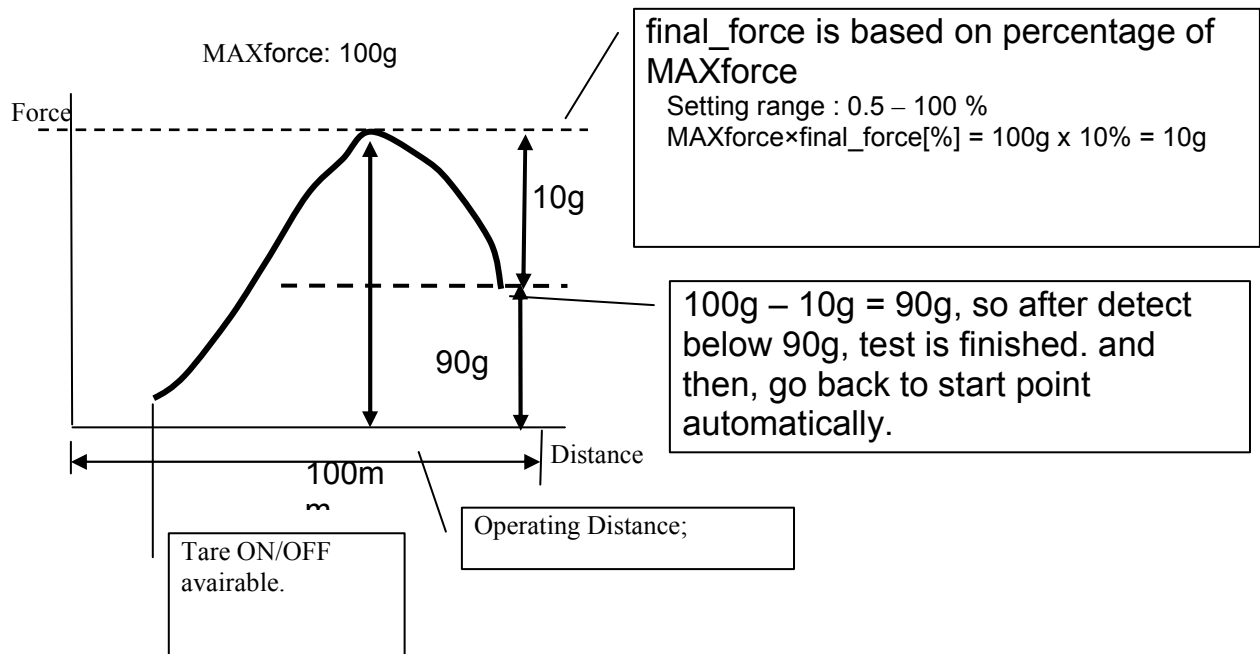 MAXforce: 100g
Force
final_force is based on percentage of
MAXforce
Setting range : 0.5 – 100 %
MAXforce×final_force[%] = 100g x 10% = 10g
10g
90g
100g – 10g = 90g, so after detect
below 90g, test is finished. and
then, go back to start point
automatically.
Distance
100m
m
Operating Distance;
Tare ON/OFF
avairable.